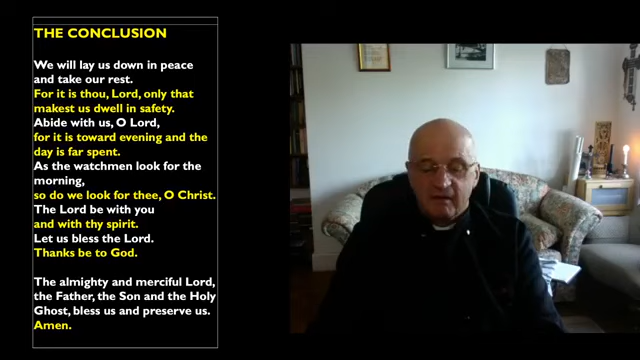 THE CONCLUSION
We will lay us down in peace
and take our rest.
For it is thou, Lord, only that
makest us dwell in safety.
Abide with us, O Lord,
for it is toward evening and the
day is far spent.
As the watchmen look for the
morning,
so do we look for thee, O Christ.
The Lord be with you
and with thy spirit.
Let us bless the Lord.
Thanks be to God.
The almighty and merciful Lord,
the Father, the Son and the Holy
Ghost, bless us and preserve us.
Amen.